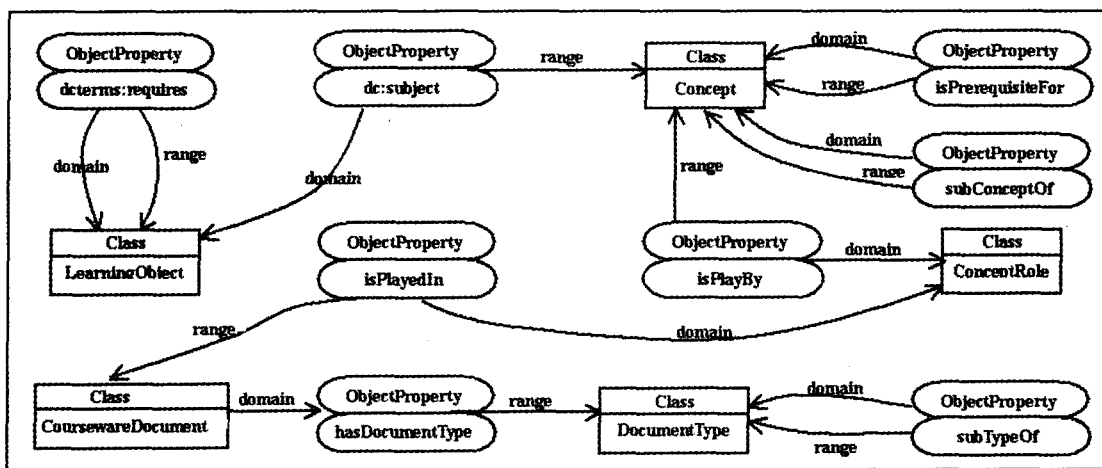 ObjectProperty
dcterms:requires
domain
range
ObjectProperty
dc:subject
range
domain
Class
Concept
domain
range
ObjectProperty
isPrerequisiteFor
domain
range
ObjectProperty
subConceptOf
range
Class
LearningObject
ObjectProperty
isPlayedIn
ObjectProperty
isPlayBy
domain
Class
ConceptRole
range
domain
Class
CoursewareDocument
domain
ObjectProperty
hasDocumentType
range
Class
DocumentType
domain
range
ObjectProperty
subTypeOf